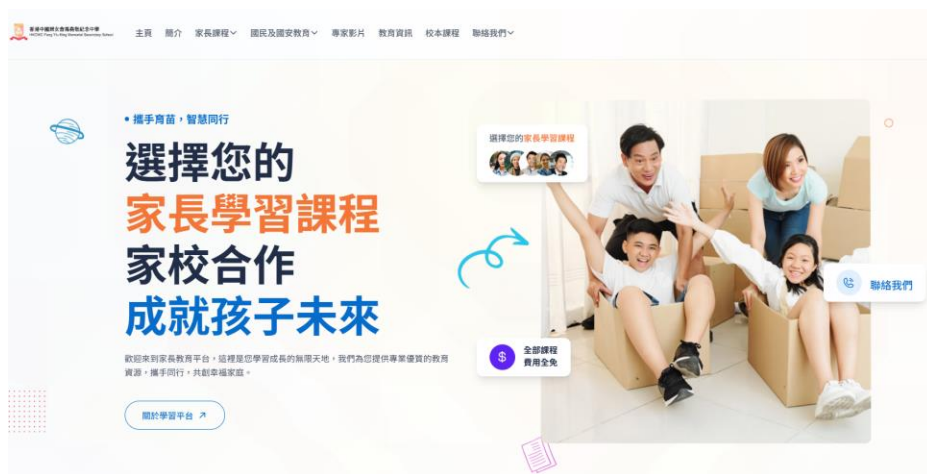 主頁 簡介 家長課程 國民及國安教育 專家影片 教育資訊 校本課程 聯絡我們
• 攜手育苗，智慧同行
選擇您的
家長學習課程
家校合作
成就孩子未來
歡迎來到家長教育平台，這裡是您學習成長的無限天地，我們為您提供專業優質的教育
資源，攜手同行，共創幸福家庭。
關於學習平台
選擇您的家長學習課程
$ 全部課程
費用全免
聯絡我們